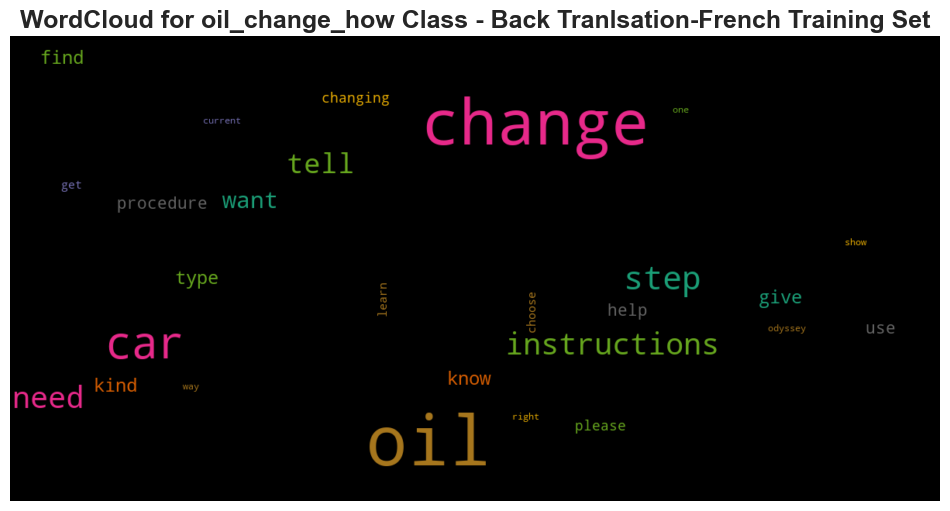 WordCloud for oil_change_how Class - Back Tranlsation-French Training Set
find
changing
change
one
current
tell
get
procedure
want
show
type
step
learn
choose
give
help
odyssey
use
car
instructions
know
kind
way
need
oil
right
please